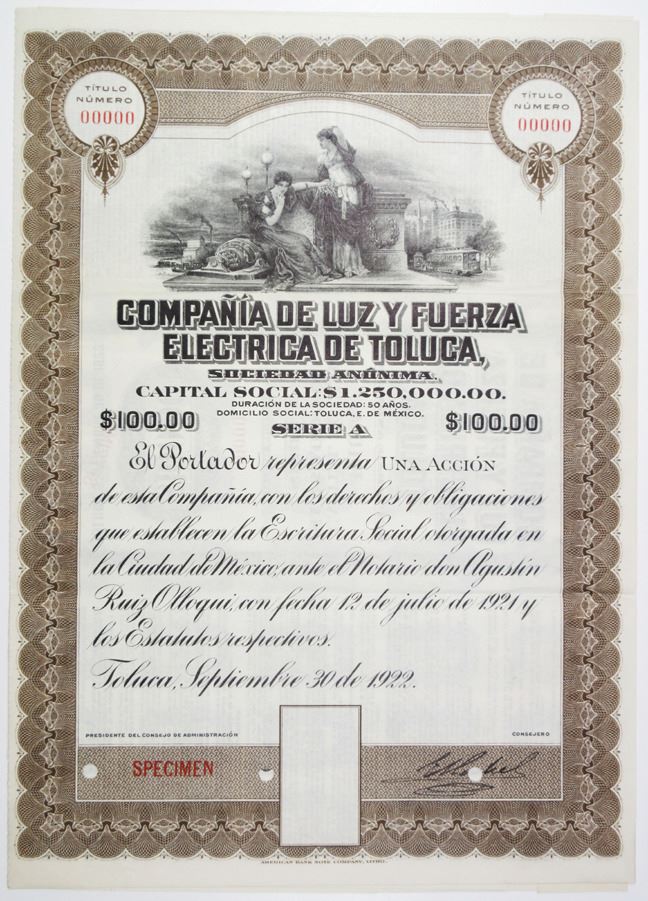 TÍTULO
NÚMERO
00000
TÍTULO
NÚMERO
00000
COMPAÑÍA DE LUZ Y FUERZA
ELECTRICA DE TOLUCA,
SOCIEDAD ANÓNIMA.
CAPITAL SOCIAL: $1.250,000.00.
DURACIÓN DE LA SOCIEDAD: 50 AÑOS.
DOMICILIO SOCIAL: TOLUCA, E. DE MÉXICO.
$100.00 SERIE A $100.00
El Portador representa UNA ACCIÓN
de esta Compañía, con los derechos y obligaciones
que establecen la Escritura Social otorgada en
la Ciudad de México, ante el Notario don Agustín
Ruiz Olloqui, con fecha 12 de julio de 1921 y
los Estatutos respectivos.
Toluca, Septiembre 30 de 1922.
PRESIDENTE DEL CONSEJO DE ADMINISTRACIÓN CONSEJERO
SPECIMEN
AMERICAN BANK NOTE COMPANY, LITHO.